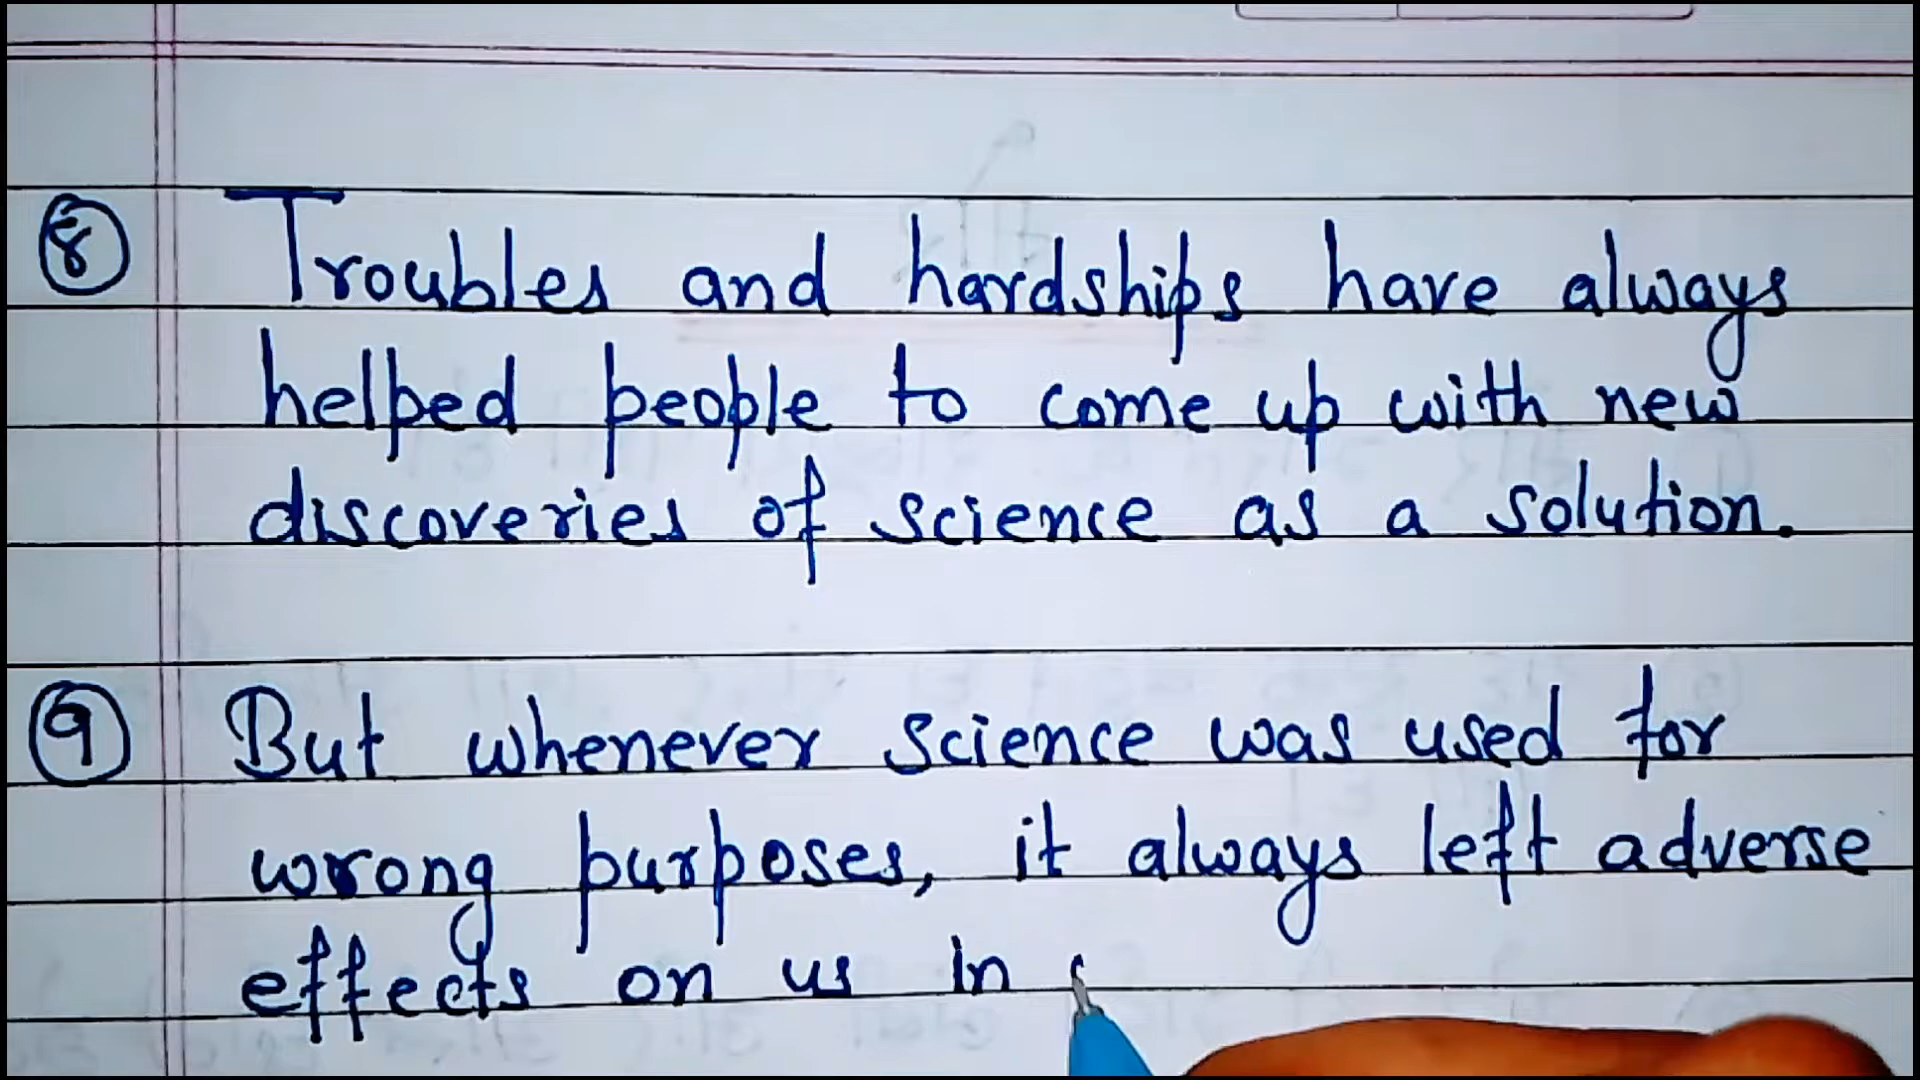 8 Troubles and hardships have always
helped people to come up with new
discoveries of science as a solution.
9 But whenever science was used for
wrong purposes, it always left adverse
effects on us in